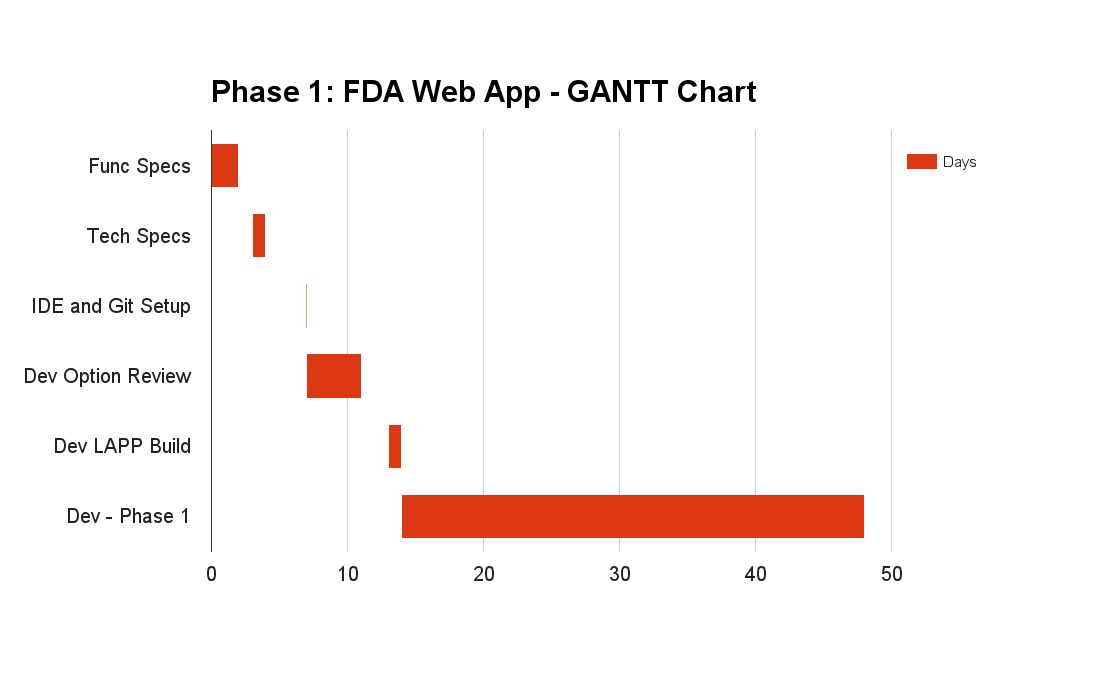 Phase 1: FDA Web App - GANTT Chart
Days
Func Specs
Tech Specs
IDE and Git Setup
Dev Option Review
Dev LAPP Build
Dev - Phase 1
0 10 20 30 40 50